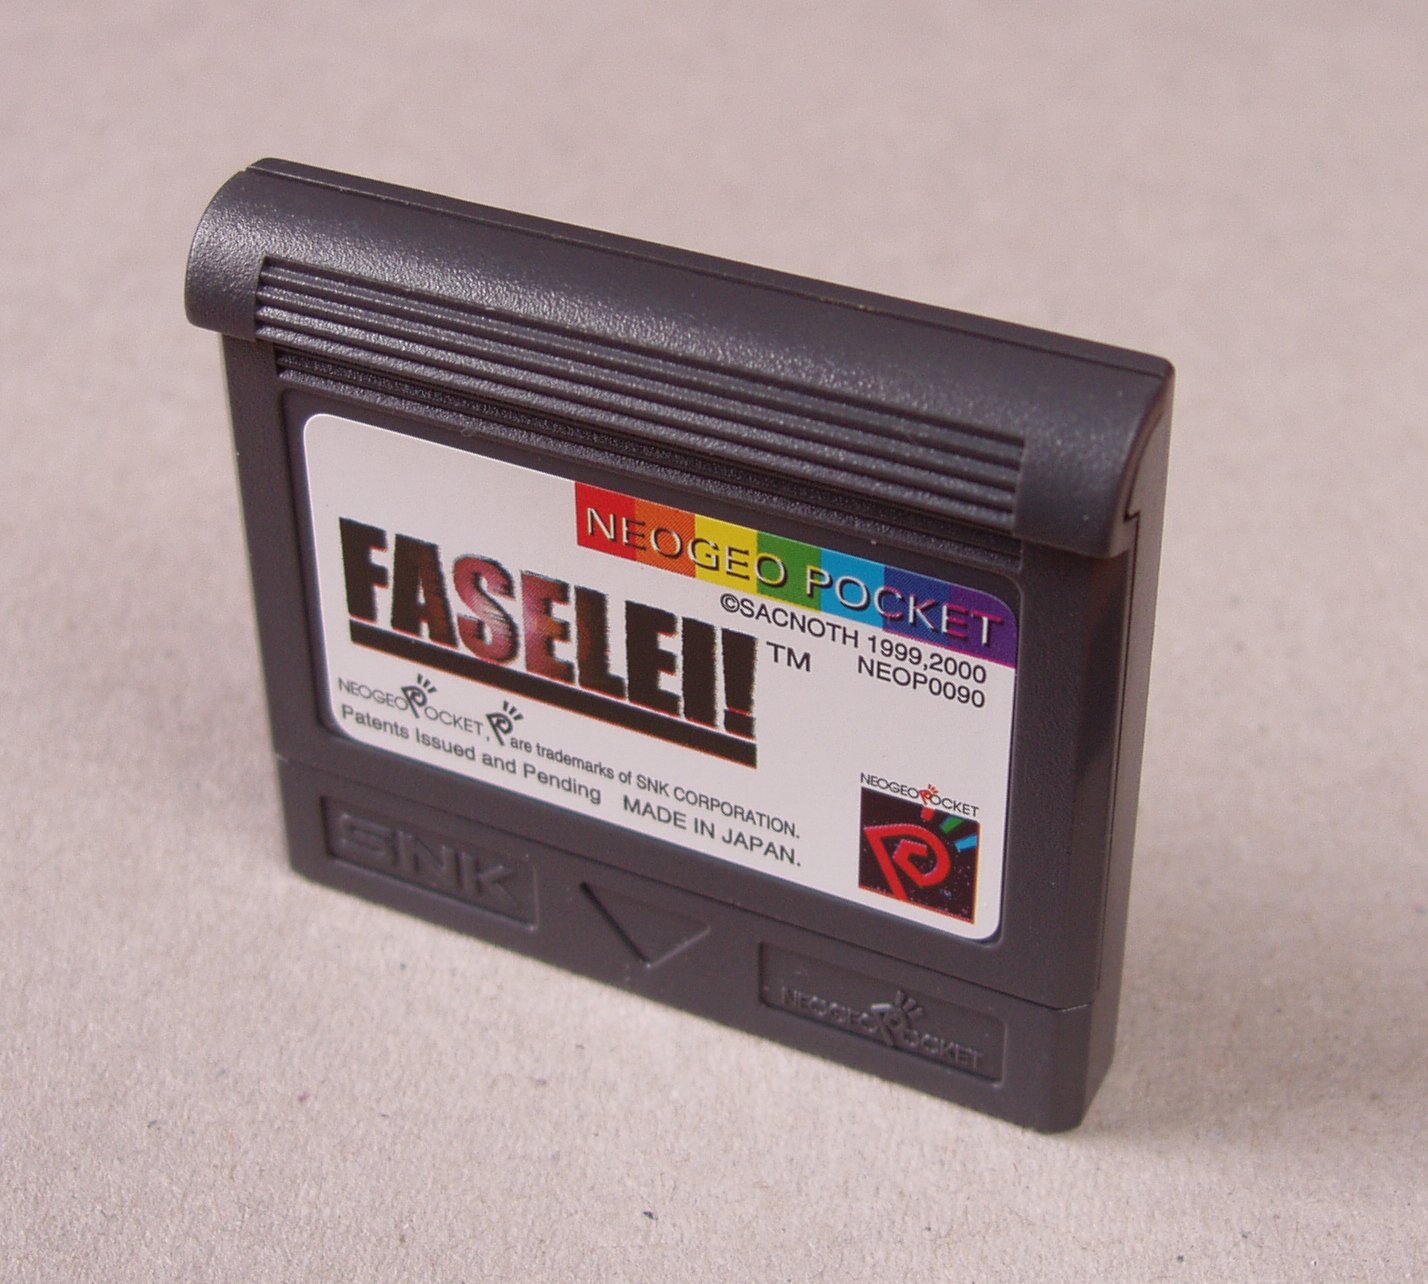 NEOGEO POCKET
©SACNOTH 1999,2000
NEOP0090
FASELEI!™
NEOGEO POCKET, P are trademarks of SNK CORPORATION.
Patents Issued and Pending MADE IN JAPAN.
NEOGEO POCKET
SNK
NEOGEO POCKET